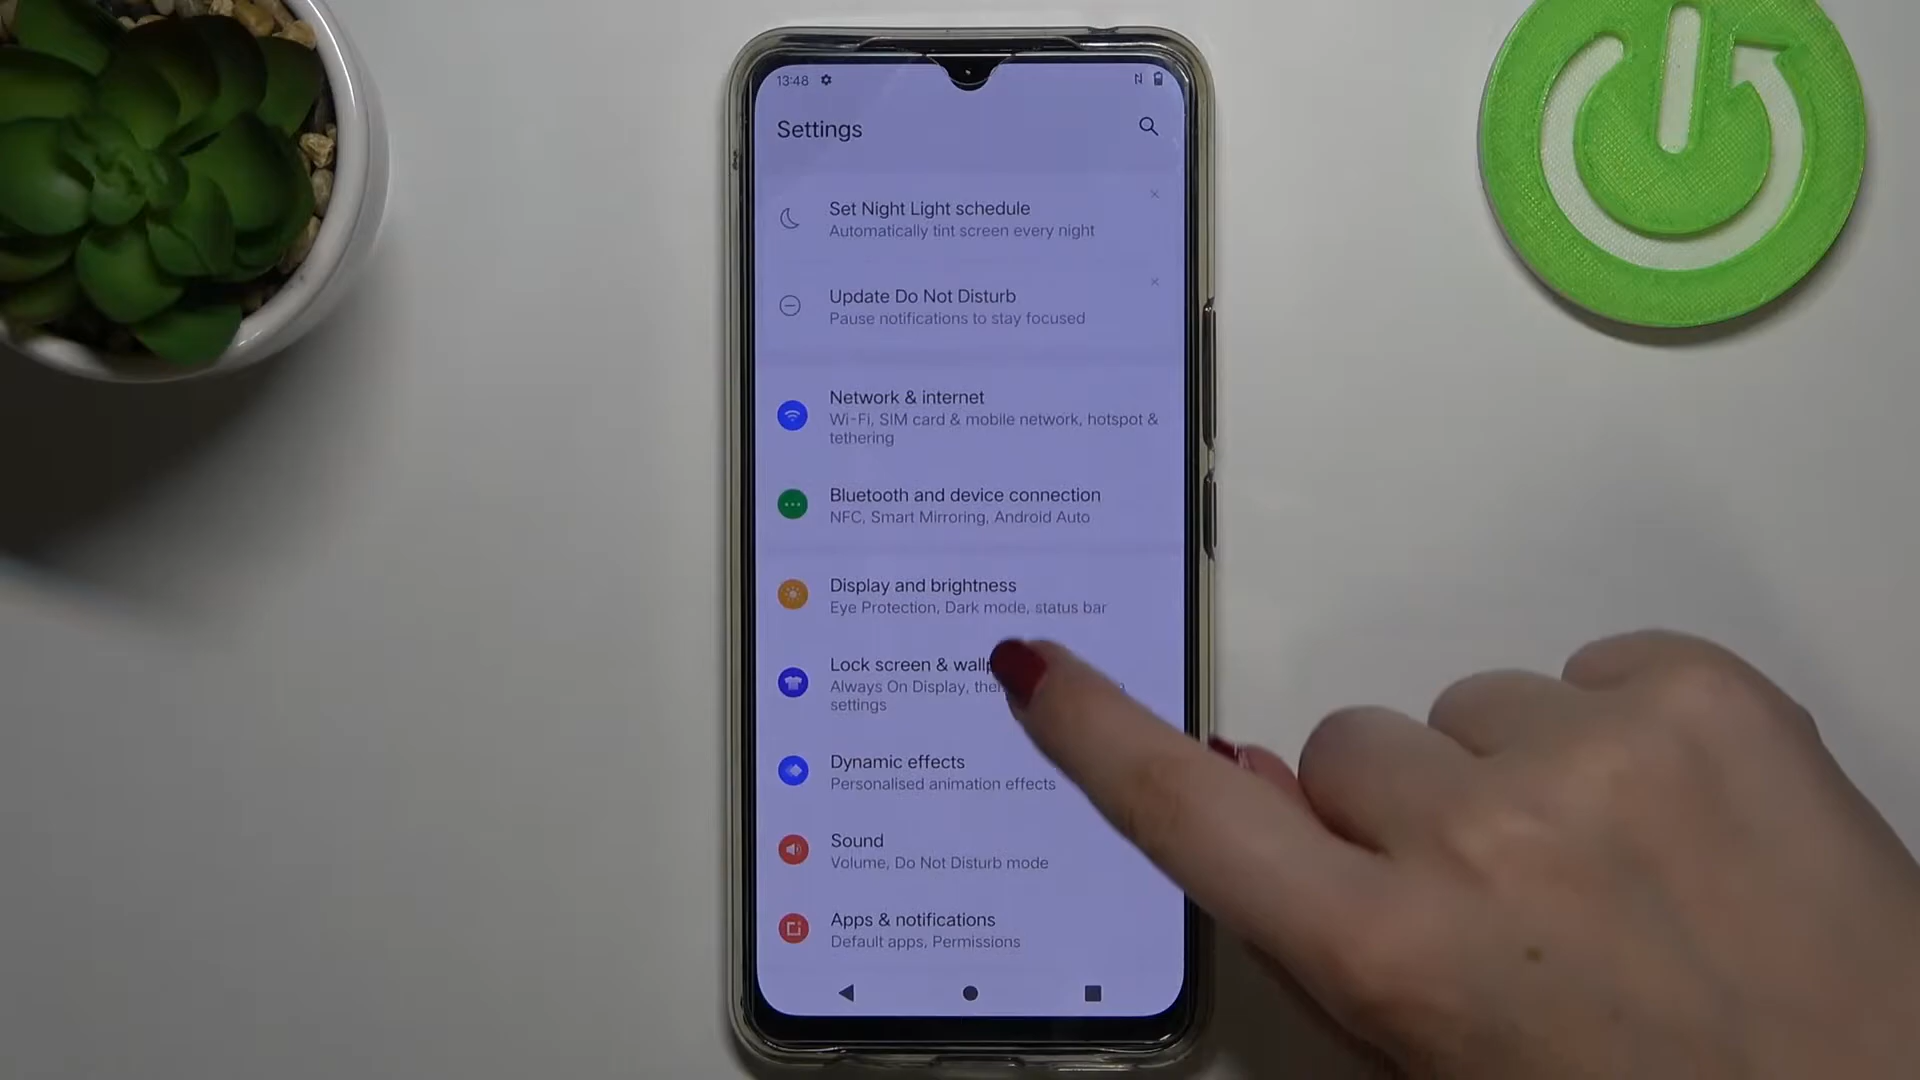 13:48
Settings
Set Night Light schedule
Automatically tint screen every night
Update Do Not Disturb
Pause notifications to stay focused
Network & internet
Wi-Fi, SIM card & mobile network, hotspot &
tethering
Bluetooth and device connection
NFC, Smart Mirroring, Android Auto
Display and brightness
Eye Protection, Dark mode, status bar
Lock screen &
Always On Display,
settings
Dynamic effects
Personalised animation effects
Sound
Volume, Do Not Disturb mode
Apps & notifications
Default apps, Permissions